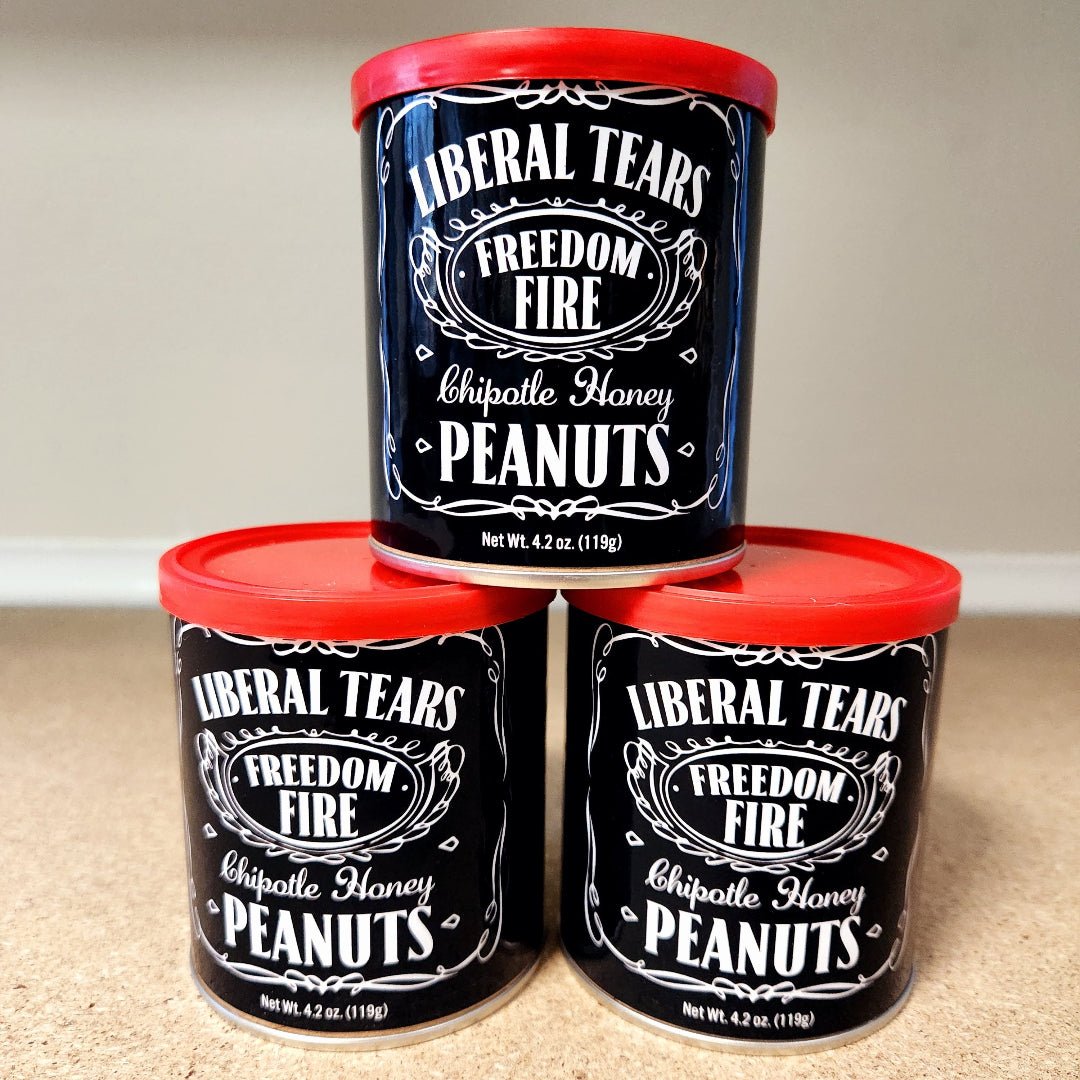 LIBERAL TEARS
FREEDOM
FIRE
Chipotle Honey
PEANUTS
Net Wt. 4.2 oz. (119g)
LIBERAL TEARS
FREEDOM
FIRE
Chipotle Honey
PEANUTS
Net Wt. 4.2 oz. (119g)
LIBERAL TEARS
FREEDOM
FIRE
Chipotle Honey
PEANUTS
Net Wt. 4.2 oz. (119g)